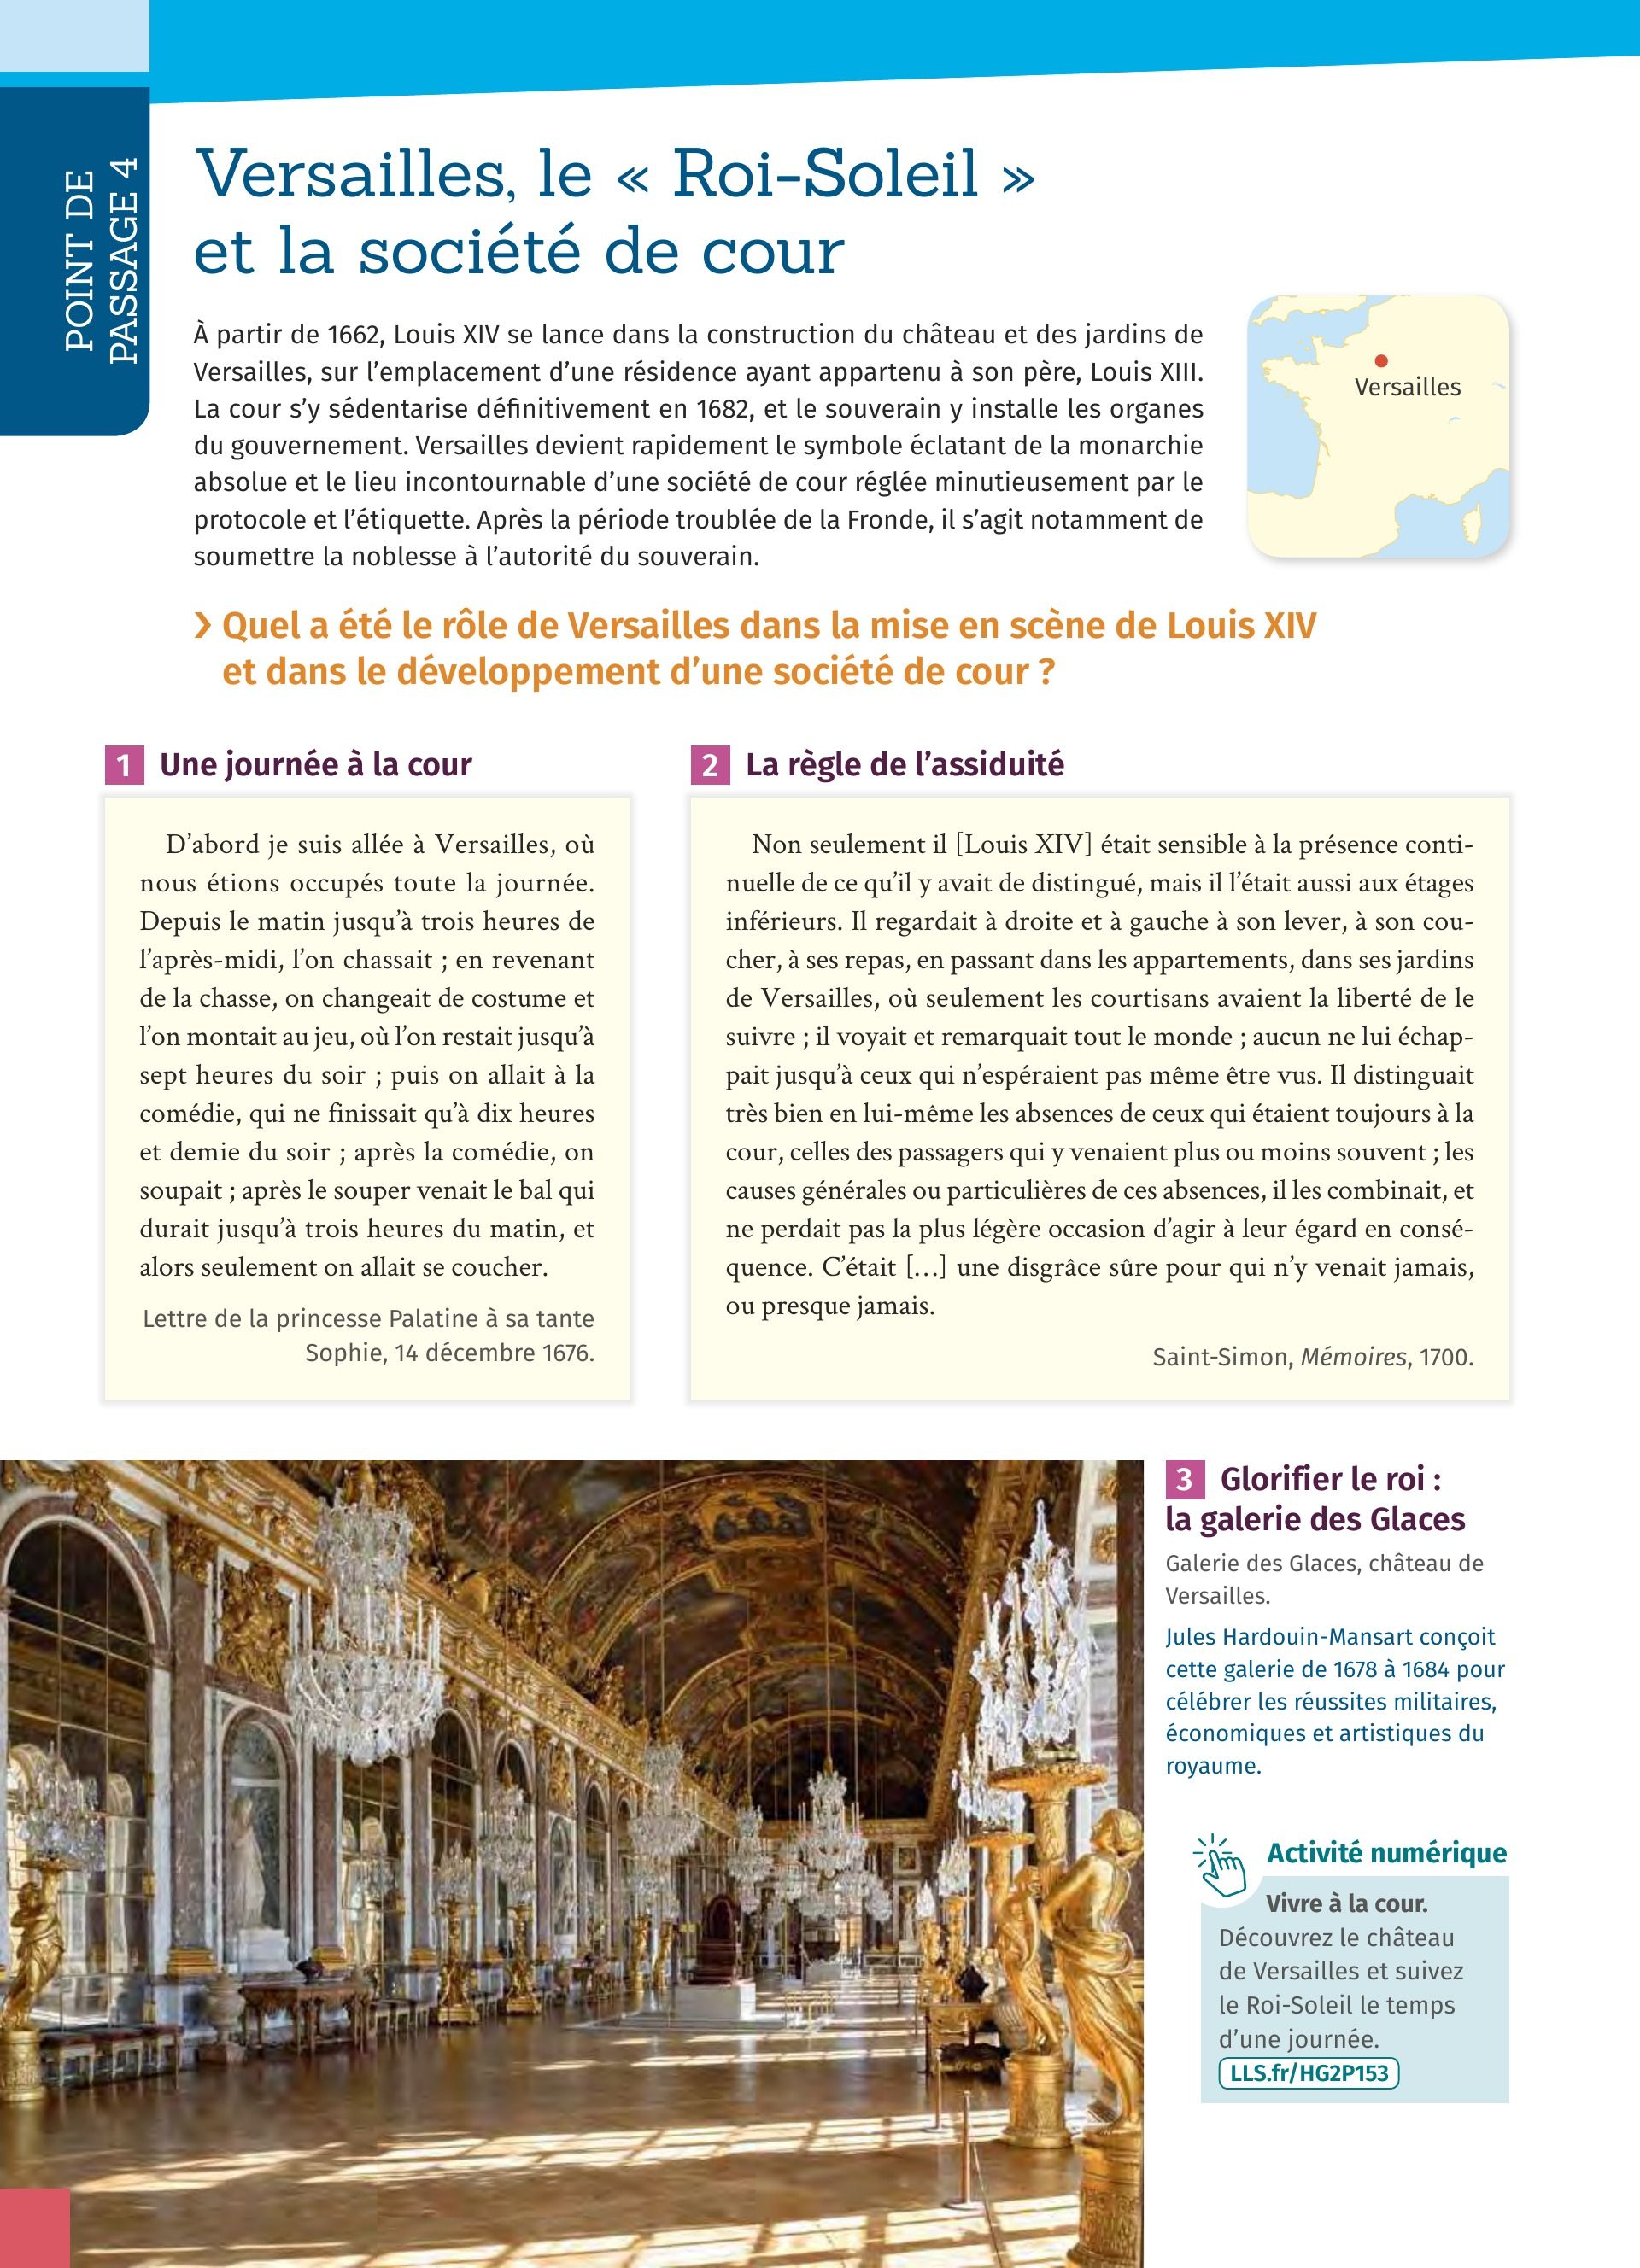 POINT DE
PASSAGE 4
Versailles, le « Roi-Soleil »
et la société de cour
À partir de 1662, Louis XIV se lance dans la construction du château et des jardins de
Versailles, sur l’emplacement d’une résidence ayant appartenu à son père, Louis XIII.
La cour s’y sédentarise définitivement en 1682, et le souverain y installe les organes
du gouvernement. Versailles devient rapidement le symbole éclatant de la monarchie
absolue et le lieu incontournable d’une société de cour réglée minutieusement par le
protocole et l’étiquette. Après la période troublée de la Fronde, il s’agit notamment de
soumettre la noblesse à l’autorité du souverain.
Versailles
› Quel a été le rôle de Versailles dans la mise en scène de Louis XIV
et dans le développement d’une société de cour ?
1 Une journée à la cour
D’abord je suis allée à Versailles, où
nous étions occupés toute la journée.
Depuis le matin jusqu’à trois heures de
l’après-midi, l’on chassait ; en revenant
de la chasse, on changeait de costume et
l’on montait au jeu, où l’on restait jusqu’à
sept heures du soir ; puis on allait à la
comédie, qui ne finissait qu’à dix heures
et demie du soir ; après la comédie, on
soupait ; après le souper venait le bal qui
durait jusqu’à trois heures du matin, et
alors seulement on allait se coucher.
Lettre de la princesse Palatine à sa tante
Sophie, 14 décembre 1676.
2 La règle de l’assiduité
Non seulement il [Louis XIV] était sensible à la présence conti-
nuelle de ce qu’il y avait de distingué, mais il l’était aussi aux étages
inférieurs. Il regardait à droite et à gauche à son lever, à son cou-
cher, à ses repas, en passant dans les appartements, dans ses jardins
de Versailles, où seulement les courtisans avaient la liberté de le
suivre ; il voyait et remarquait tout le monde ; aucun ne lui échap-
pait jusqu’à ceux qui n’espéraient pas même être vus. Il distinguait
très bien en lui-même les absences de ceux qui étaient toujours à la
cour, celles des passagers qui y venaient plus ou moins souvent ; les
causes générales ou particulières de ces absences, il les combinait, et
ne perdait pas la plus légère occasion d’agir à leur égard en consé-
quence. C’était […] une disgrâce sûre pour qui n’y venait jamais,
ou presque jamais.
Saint-Simon, Mémoires, 1700.
3 Glorifier le roi :
la galerie des Glaces
Galerie des Glaces, château de
Versailles.
Jules Hardouin-Mansart conçoit
cette galerie de 1678 à 1684 pour
célébrer les réussites militaires,
économiques et artistiques du
royaume.
Activité numérique
Vivre à la cour.
Découvrez le château
de Versailles et suivez
le Roi-Soleil le temps
d’une journée.
LLS.fr/HG2P153